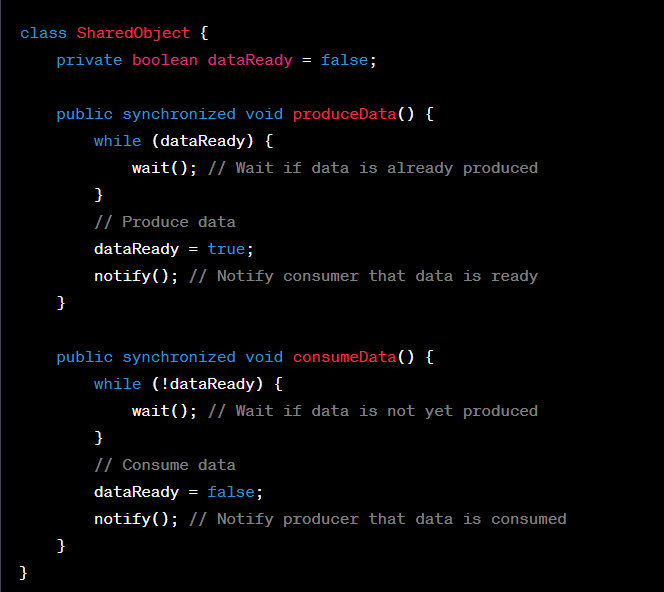 class SharedObject {
    private boolean dataReady = false;

    public synchronized void produceData() {
        while (dataReady) {
            wait(); // Wait if data is already produced
        }
        // Produce data
        dataReady = true;
        notify(); // Notify consumer that data is ready
    }

    public synchronized void consumeData() {
        while (!dataReady) {
            wait(); // Wait if data is not yet produced
        }
        // Consume data
        dataReady = false;
        notify(); // Notify producer that data is consumed
    }
}